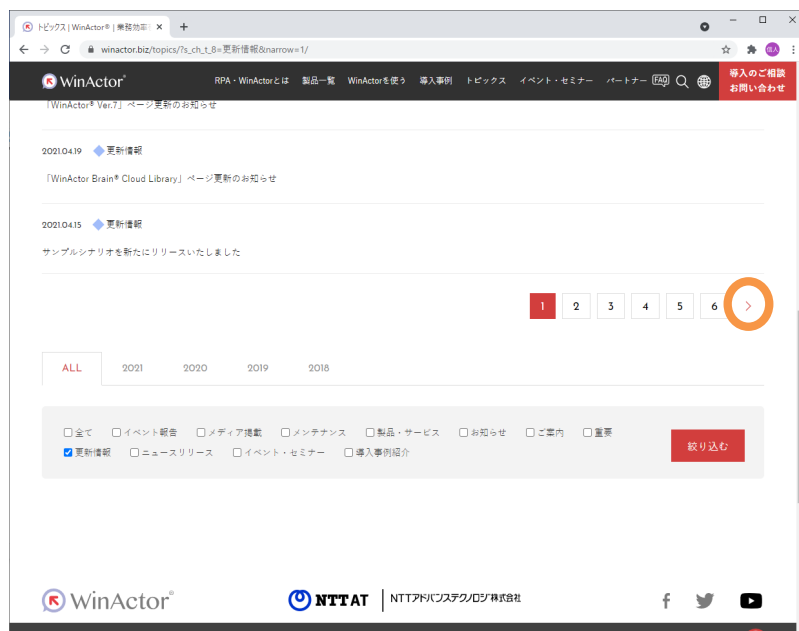 トピックス | WinActor® | 業務効率
winactor.biz/topics/?s_ch_t_8=更新情報&narrow=1/
個人
WinActor®
RPA・WinActorとは 製品一覧 WinActorを使う 導入事例 トピックス イベント・セミナー パートナー FAQ
導入のご相談
お問い合わせ
「WinActor® Ver.7」ページ更新のお知らせ
2021.04.19 更新情報
「WinActor Brain® Cloud Library」ページ更新のお知らせ
2021.04.15 更新情報
サンプルシナリオを新たにリリースいたしました
1 2 3 4 5 6
ALL 2021 2020 2019 2018
全て イベント報告 メディア掲載 メンテナンス 製品・サービス お知らせ ご案内 重要
更新情報 ニュースリリース イベント・セミナー 導入事例紹介
絞り込む
WinActor®
NTT AT NTTアドバンステクノロジ株式会社